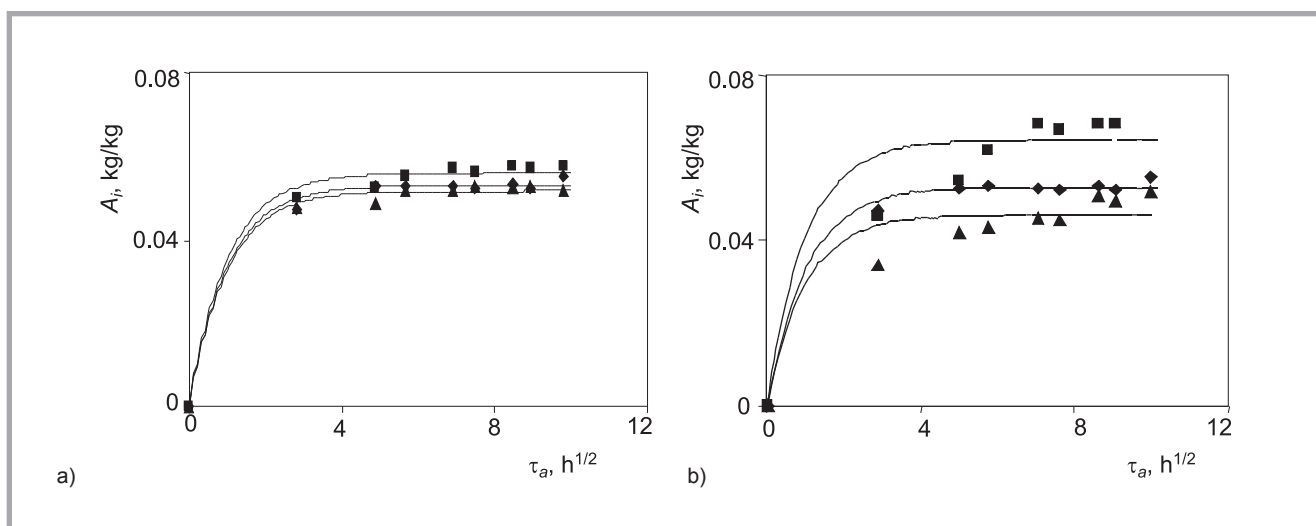 0.08
A_i, kg/kg
0.04
0
0
4
8
12
τ_a, h^{1/2}
a)
0.08
A_i, kg/kg
0.04
0
0
4
8
12
τ_a, h^{1/2}
b)